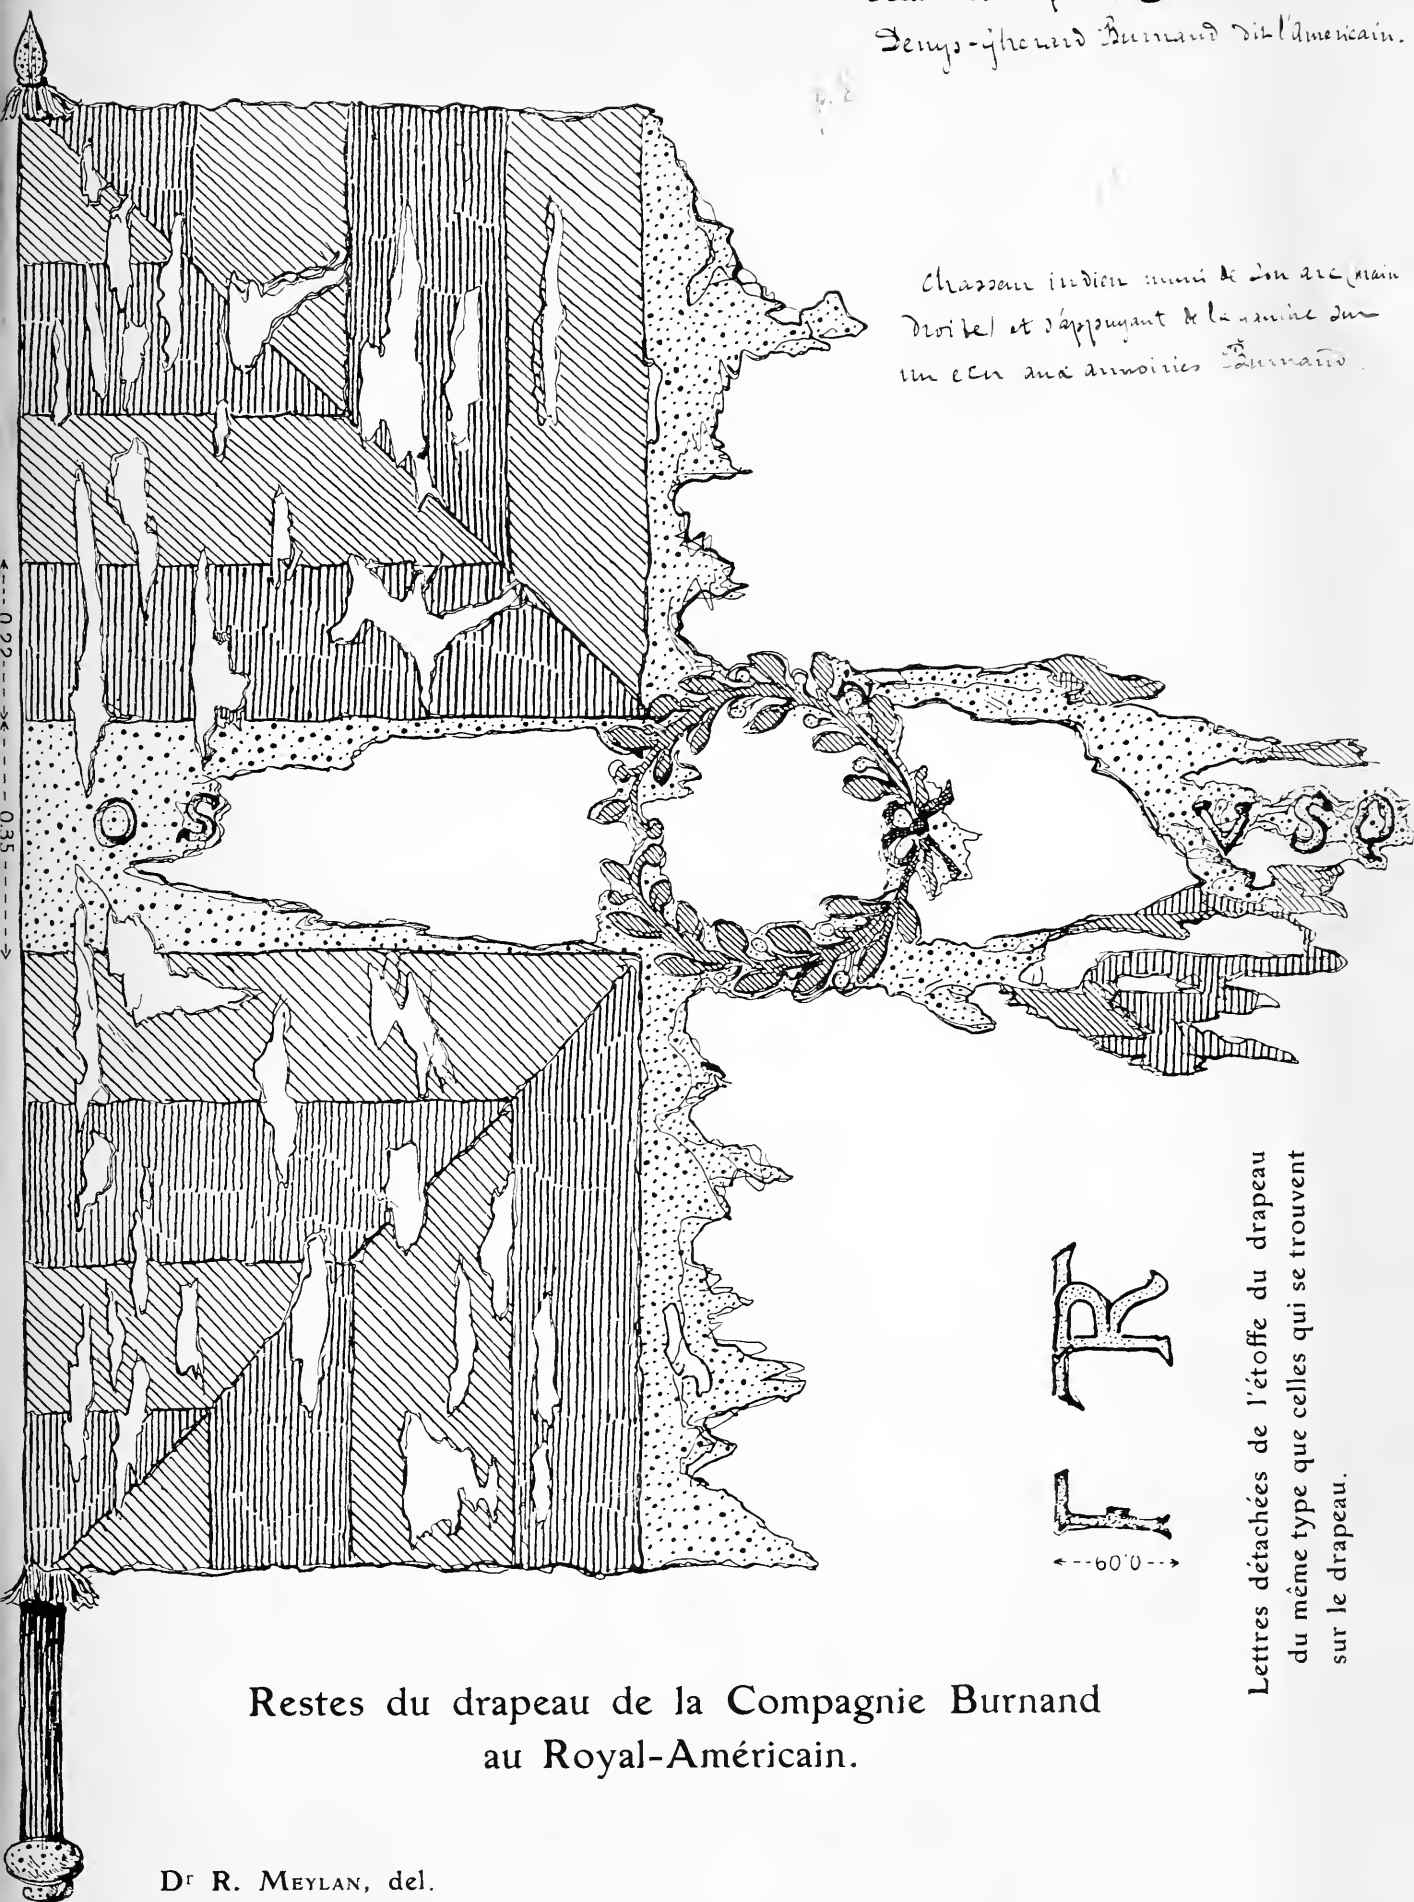 Denys-Gherard Burnand dit l'Americain.
Chasseur indien muni de son arc (main
droite) et s'appuyant de la main sur
un écu aux armoiries Burnand.
0.22
0.35
O S
V S Q
I R
0.09
Lettres détachées de l'étoffe du drapeau
du même type que celles qui se trouvent
sur le drapeau.
Restes du drapeau de la Compagnie Burnand
au Royal-Américain.
Dr R. MEYLAN, del.